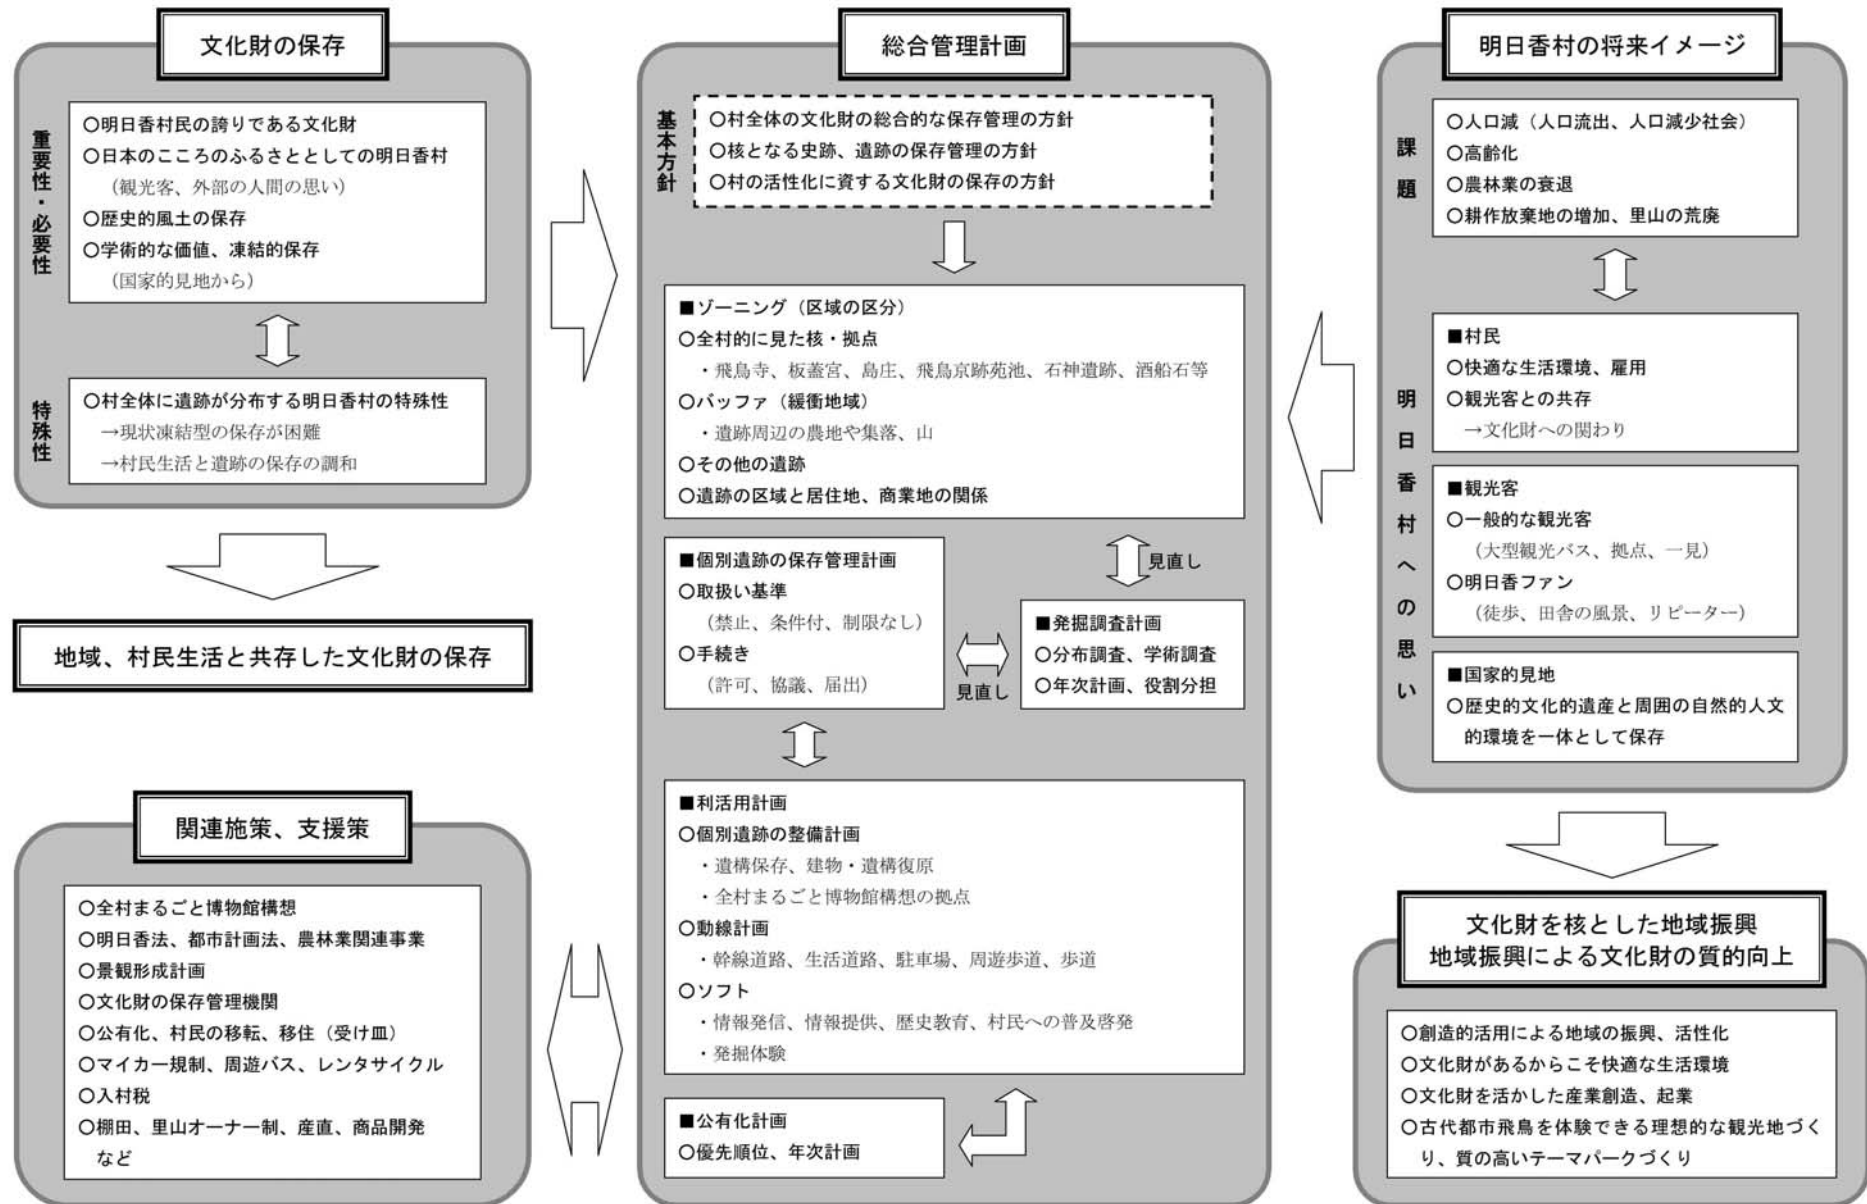 文化財の保存
重要性・必要性
○明日香村民の誇りである文化財
○日本のこころのふるさととしての明日香村
（観光客、外部の人間の思い）
○歴史的風土の保存
○学術的な価値、凍結的保存
（国家的見地から）
特殊性
○村全体に遺跡が分布する明日香村の特殊性
→現状凍結型の保存が困難
→村民生活と遺跡の保存の調和
地域、村民生活と共存した文化財の保存
関連施策、支援策
○全村まるごと博物館構想
○明日香法、都市計画法、農林業関連事業
○景観形成計画
○文化財の保存管理機関
○公有化、村民の移転、移住（受け皿）
○マイカー規制、周遊バス、レンタサイクル
○入村税
○棚田、里山オーナー制、産直、商品開発
など
総合管理計画
基本方針
○村全体の文化財の総合的な保存管理の方針
○核となる史跡、遺跡の保存管理の方針
○村の活性化に資する文化財の保存の方針
■ゾーニング（区域の区分）
○全村的に見た核・拠点
・飛鳥寺、板蓋宮、島庄、飛鳥京跡苑池、石神遺跡、酒船石等
○バッファ（緩衝地域）
・遺跡周辺の農地や集落、山
○その他の遺跡
○遺跡の区域と居住地、商業地の関係
■個別遺跡の保存管理計画
○取扱い基準
（禁止、条件付、制限なし）
○手続き
（許可、協議、届出）
見直し
見直し
■発掘調査計画
○分布調査、学術調査
○年次計画、役割分担
■利活用計画
○個別遺跡の整備計画
・遺構保存、建物・遺構復原
・全村まるごと博物館構想の拠点
○動線計画
・幹線道路、生活道路、駐車場、周遊歩道、歩道
○ソフト
・情報発信、情報提供、歴史教育、村民への普及啓発
・発掘体験
■公有化計画
○優先順位、年次計画
明日香村の将来イメージ
課題
○人口減（人口流出、人口減少社会）
○高齢化
○農林業の衰退
○耕作放棄地の増加、里山の荒廃
明日香村への思い
■村民
○快適な生活環境、雇用
○観光客との共存
→文化財への関わり
■観光客
○一般的な観光客
（大型観光バス、拠点、一見）
○明日香ファン
（徒歩、田舎の風景、リピーター）
■国家的見地
○歴史的文化的遺産と周囲の自然的人文
的環境を一体として保存
文化財を核とした地域振興
地域振興による文化財の質的向上
○創造的活用による地域の振興、活性化
○文化財があるからこそ快適な生活環境
○文化財を活かした産業創造、起業
○古代都市飛鳥を体験できる理想的な観光地づく
り、質の高いテーマパークづくり